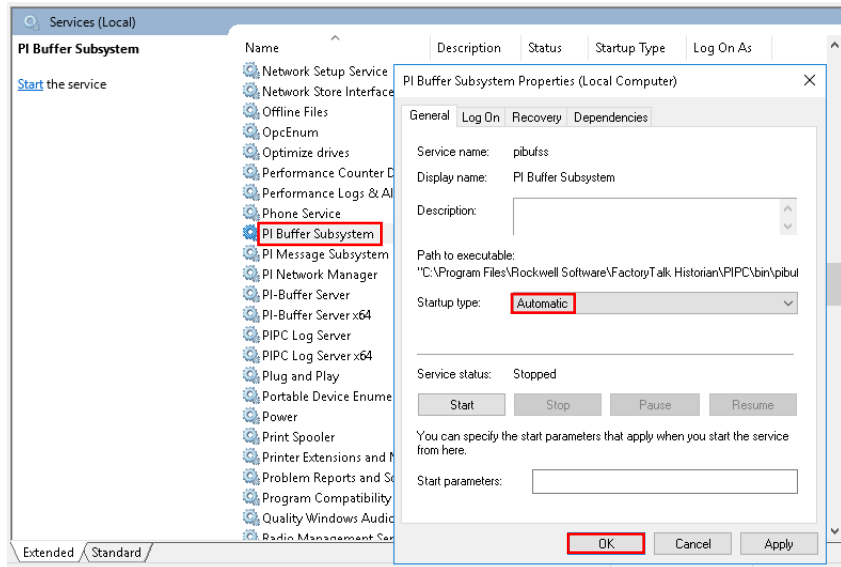 Services (Local)
PI Buffer Subsystem
Start the service
Name Description Status Startup Type Log On As
Network Setup Service
Network Store Interface
Offline Files
OpcEnum
Optimize drives
Performance Counter D
Performance Logs & Al
Phone Service
PI Buffer Subsystem
PI Message Subsystem
PI Network Manager
PI-Buffer Server
PI-Buffer Server x64
PIPC Log Server
PIPC Log Server x64
Plug and Play
Portable Device Enume
Power
Print Spooler
Printer Extensions and
Problem Reports and
Program Compatibility
Quality Windows Audio
Radio Management Ser
Extended Standard
PI Buffer Subsystem Properties (Local Computer)
General Log On Recovery Dependencies
Service name: pibufss
Display name: PI Buffer Subsystem
Description:
Path to executable:
"C:\Program Files\Rockwell Software\FactoryTalk Historian\PIPC\bin\pibuf
Startup type: Automatic
Service status: Stopped
Start Stop Pause Resume
You can specify the start parameters that apply when you start the service
from here.
Start parameters:
OK Cancel Apply